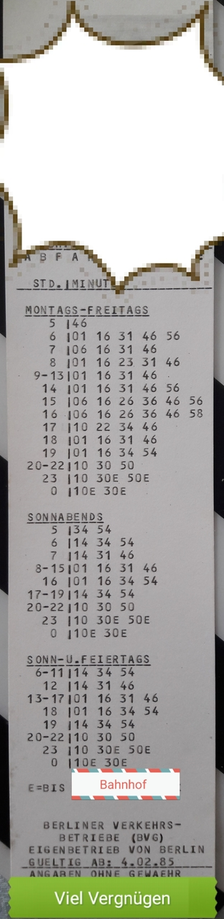 A B F A
STD.|MINUT
MONTAGS-FREITAGS
5 |46
6 |01 16 31 46 56
7 |06 16 31 46
8 |01 16 23 31 46
9-13|01 16 31 46
14 |01 16 31 46 56
15 |06 16 26 36 46 56
16 |06 16 26 36 46 58
17 |10 22 34 46
18 |01 16 31 46
19 |01 16 34 54
20-22|10 30 50
23 |10 30E 50E
0 |10E 30E
SONNABENDS
5 |34 54
6 |14 34 54
7 |14 31 46
8-15|01 16 31 46
16 |01 16 34 54
17-19|14 34 54
20-22|10 30 50
23 |10 30E 50E
0 |10E 30E
SONN-U.FEIERTAGS
6-11|14 34 54
12 |14 31 46
13-17|01 16 31 46
18 |01 16 34 54
19 |14 34 54
20-22|10 30 50
23 |10 30E 50E
0 |10E 30E
E=BIS Bahnhof
BERLINER VERKEHRS-
BETRIEBE (BVG)
EIGENBETRIEB VON BERLIN
GUELTIG AB: 4.02.85
ANGABEN OHNE GEWAEHR
Viel Vergnügen